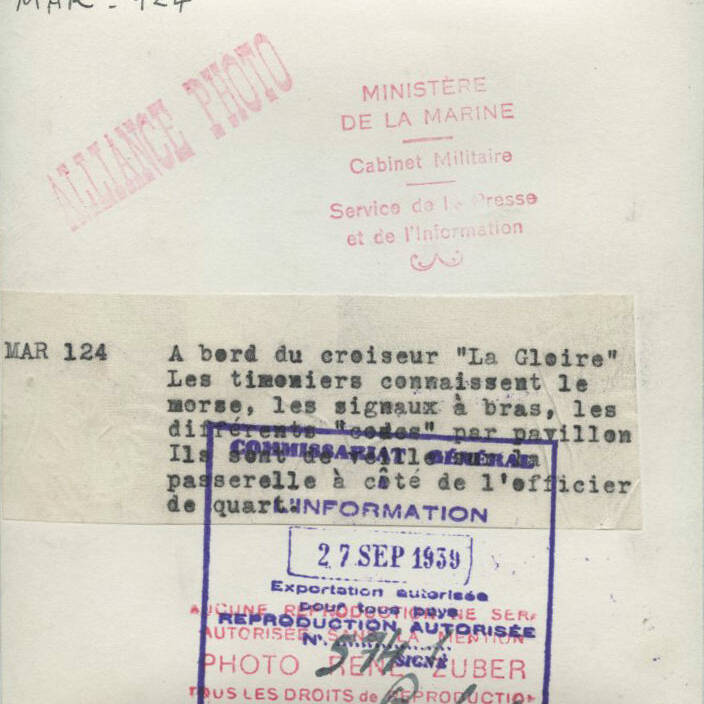 MAR - 124
ALLIANCE PHOTO
MINISTÈRE
DE LA MARINE
Cabinet Militaire
Service de la Presse
et de l'Information
MAR 124
A bord du croiseur "La Gloire"
Les timoniers connaissent le
morse, les signaux à bras, les
différents "codes" par pavillon
Ils sont de veille sur la
passerelle à côté de l'officier
de quart.
COMMISSARIAT GÉNÉRAL
L'INFORMATION
27 SEP 1939
Exportation autorisée
pour tous pays
REPRODUCTION AUTORISÉE
N°
SIGNÉ
AUCUNE REPRODUCTION NE SERA
AUTORISÉE SANS LA MENTION
PHOTO RENÉ ZUBER
TOUS LES DROITS de REPRODUCTION